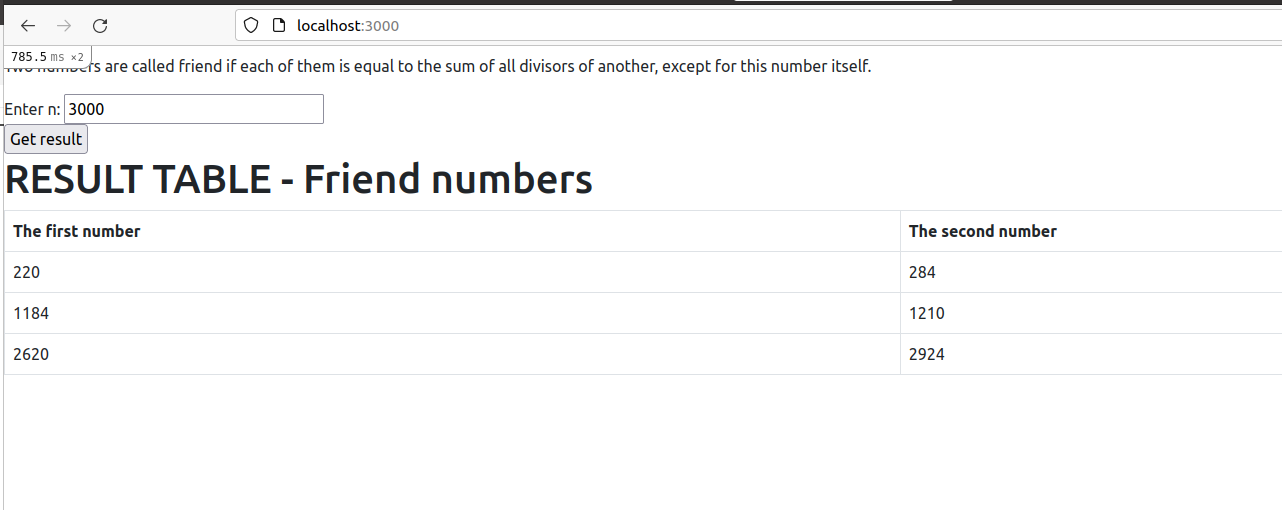 localhost:3000
785.5 ms ×2
numbers are called friend if each of them is equal to the sum of all divisors of another, except for this number itself.
Enter n: 3000
Get result
RESULT TABLE - Friend numbers
The first number The second number
220 284
1184 1210
2620 2924